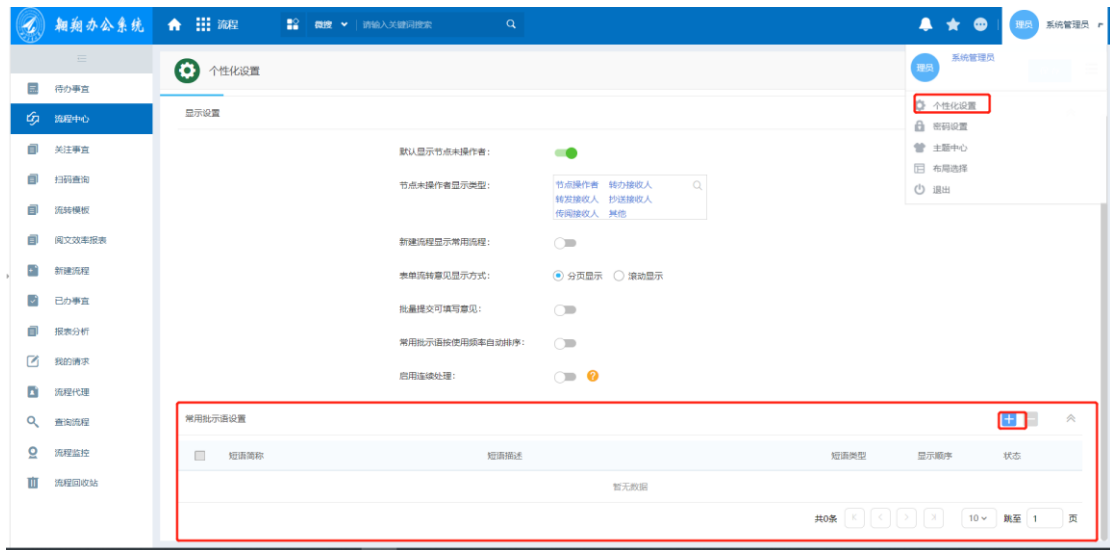 翱翔办公系统
流程
微搜
请输入关键词搜索
理员
系统管理员
理员
系统管理员
个性化设置
密码设置
主题中心
布局选择
退出
待办事宜
流程中心
关注事宜
扫码查询
流转模板
阅文效率报表
新建流程
已办事宜
报表分析
我的请求
流程代理
查询流程
流程监控
流程回收站
个性化设置
显示设置
默认显示节点未操作者:
节点未操作者显示类型:
节点操作者 转办接收人
转发接收人 抄送接收人
传阅接收人 其他
新建流程显示常用流程:
表单流转意见显示方式:
分页显示 滚动显示
批量提交可填写意见:
常用批示语按使用频率自动排序:
启用连续处理:
常用批示语设置
短语简称 短语描述 短语类型 显示顺序 状态
暂无数据
共0条 10 跳至 1 页